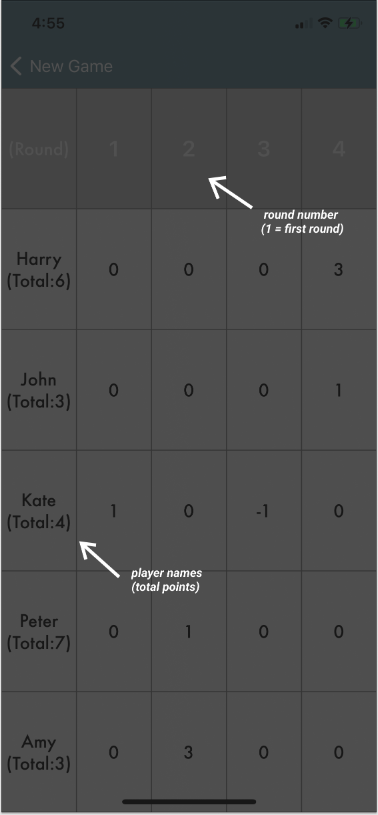 4:55
New Game
(Round) 1 2 3 4
round number
(1 = first round)
Harry
(Total:6) 0 0 0 3
John
(Total:3) 0 0 0 1
Kate
(Total:4) 1 0 -1 0
player names
(total points)
Peter
(Total:7) 0 1 0 0
Amy
(Total:3) 0 3 0 0